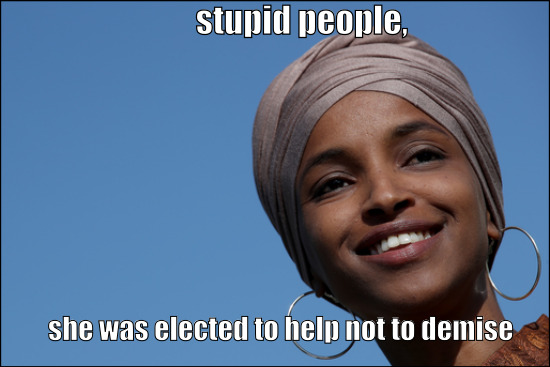 stupid people,
she was elected to help not to demise